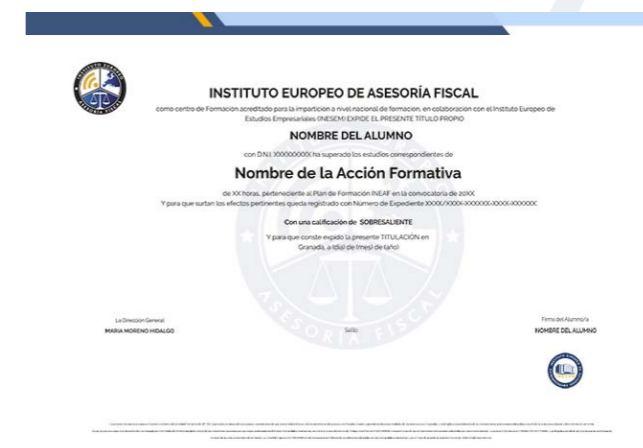 INSTITUTO EUROPEO DE ASESORÍA FISCAL
como centro de Formación acreditado para la impartición a nivel nacional de formación, en colaboración con el Instituto Europeo de
Estudios Empresariales (INESEM) EXPIDE EL PRESENTE TÍTULO PROPIO
NOMBRE DEL ALUMNO
con D.N.I. XXXXXXXXX ha superado los estudios correspondientes de
Nombre de la Acción Formativa
de XX horas, perteneciente al Plan de Formación INEAF en la convocatoria de 20XX
Y para que surtan los efectos pertinentes queda registrado con Número de Expediente XXXX/XXXX-XXXXXX-XXXX-XXXXXX
Con una calificación de SOBRESALIENTE
Y para que conste expido la presente TITULACIÓN en
Granada, a (día) de (mes) de (año)
ASESORÍA FISCAL
La Dirección General
MARIA MORENO HIDALGO
Sello
Firma del Alumno/a
NOMBRE DEL ALUMNO